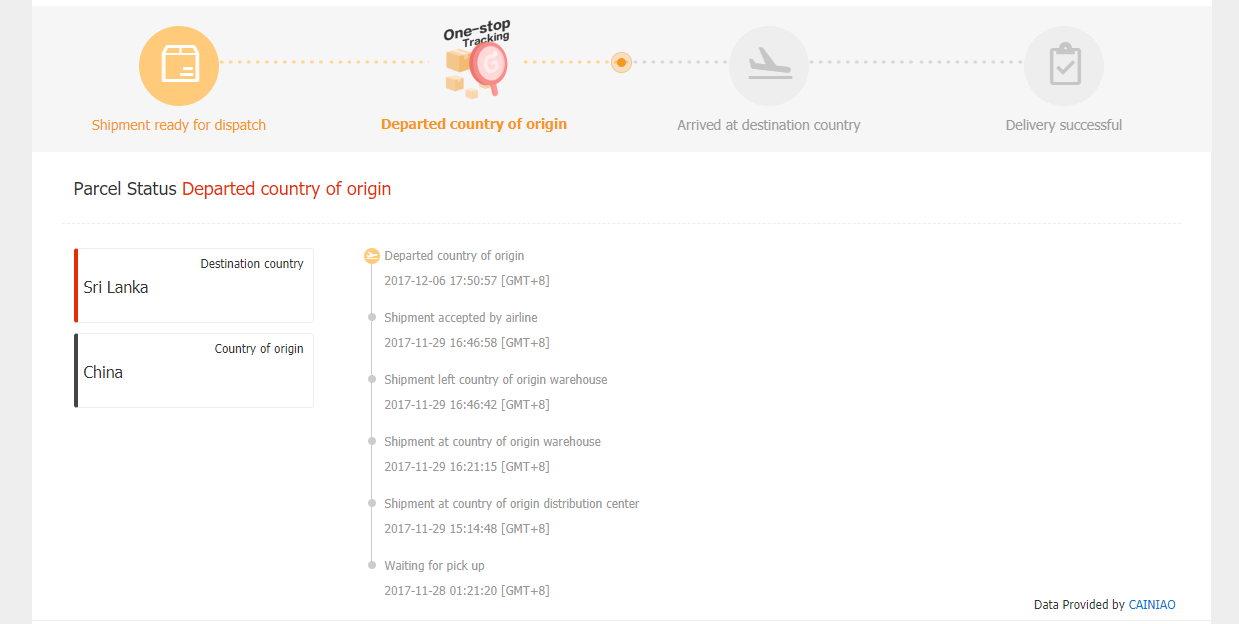 One-stop
Tracking
Shipment ready for dispatch
Departed country of origin
Arrived at destination country
Delivery successful
Parcel Status Departed country of origin
Destination country
Sri Lanka
Country of origin
China
Departed country of origin
2017-12-06 17:50:57 [GMT+8]
Shipment accepted by airline
2017-11-29 16:46:58 [GMT+8]
Shipment left country of origin warehouse
2017-11-29 16:46:42 [GMT+8]
Shipment at country of origin warehouse
2017-11-29 16:21:15 [GMT+8]
Shipment at country of origin distribution center
2017-11-29 15:14:48 [GMT+8]
Waiting for pick up
2017-11-28 01:21:20 [GMT+8]
Data Provided by CAINIAO